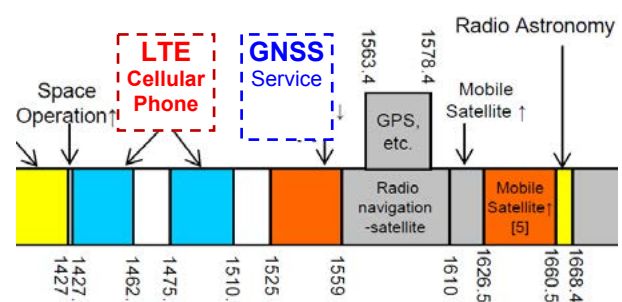 Radio Astronomy
LTE
Cellular
Phone
GNSS
Service
1563.4
1578.4
Space
Operation↑
↓
GPS,
etc.
Mobile
Satellite ↑
Radio
navigation
-satellite
Mobile
Satellite↑
[5]
1427.
1427.
1462.
1475.
1510.
1525
1559
1610
1626.5
1660.5
1668.4